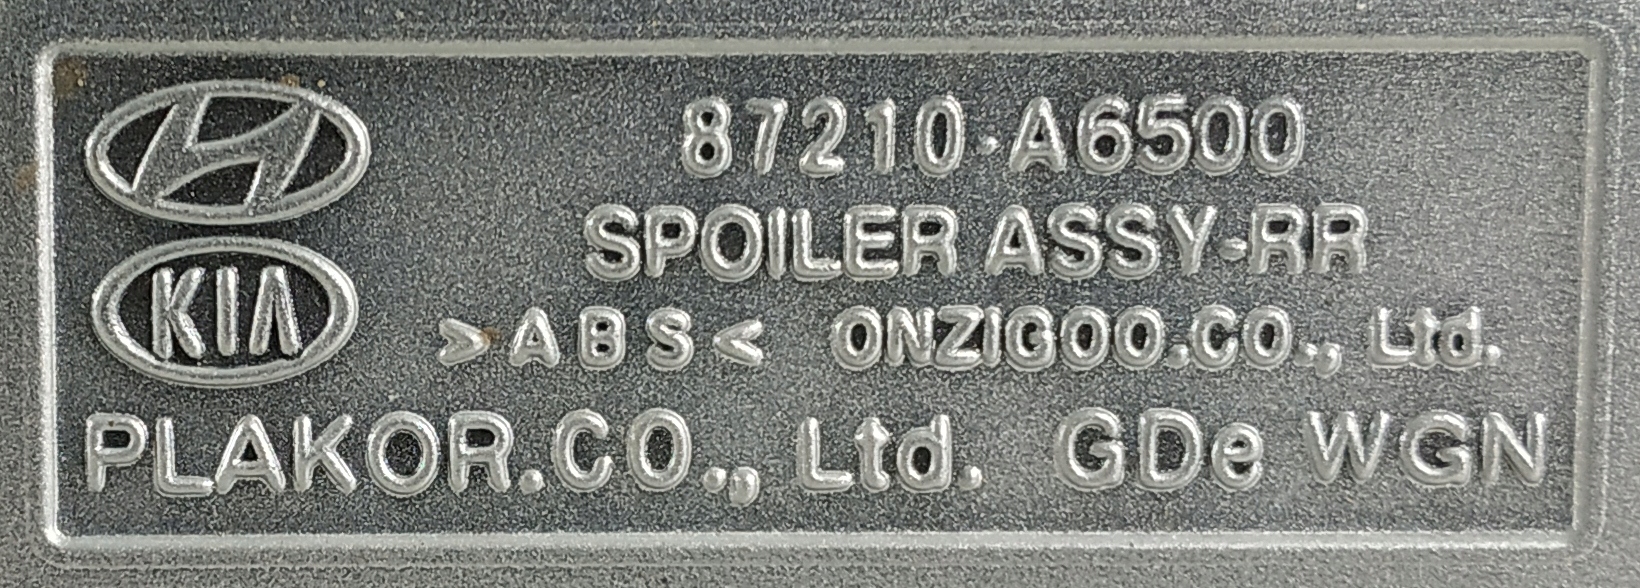 87210-A6500
SPOILER ASSY-RR
KIA
>ABS< ONZIGOO.CO., Ltd.
PLAKOR.CO., Ltd. GDe WGN